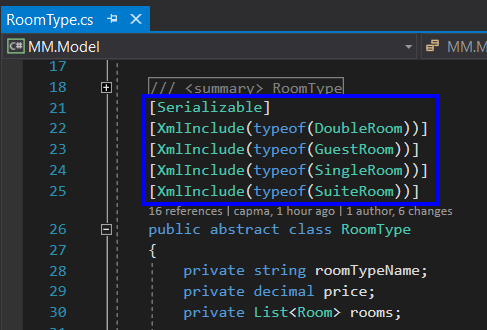 RoomType.cs
MM.Model
MM.M
17
18 /// <summary> RoomType
21 [Serializable]
22 [XmlInclude(typeof(DoubleRoom))]
23 [XmlInclude(typeof(GuestRoom))]
24 [XmlInclude(typeof(SingleRoom))]
25 [XmlInclude(typeof(SuiteRoom))]
16 references | capma, 1 hour ago | 1 author, 6 changes
26 public abstract class RoomType
27 {
28 private string roomTypeName;
29 private decimal price;
30 private List<Room> rooms;